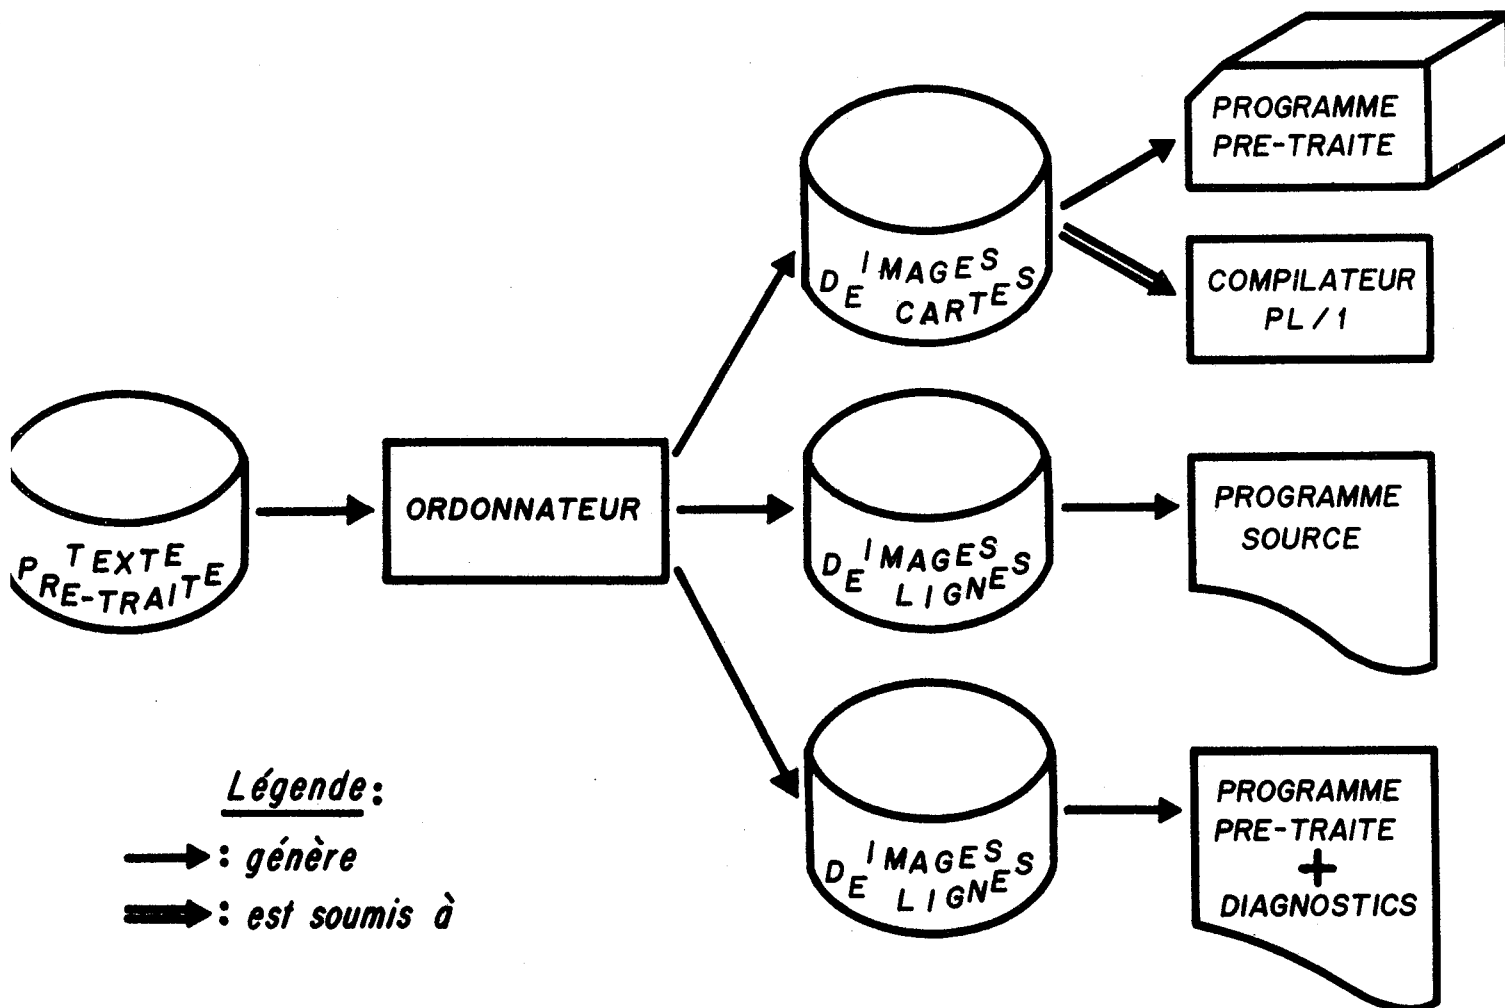 PROGRAMME
PRE-TRAITE
IMAGES
DE CARTES
COMPILATEUR
PL/1
TEXTE
PRE-TRAITE
ORDONNATEUR
IMAGES
DE LIGNES
PROGRAMME
SOURCE
IMAGES
DE LIGNES
PROGRAMME
PRE-TRAITE
+
DIAGNOSTICS
Légende:
: génère
: est soumis à